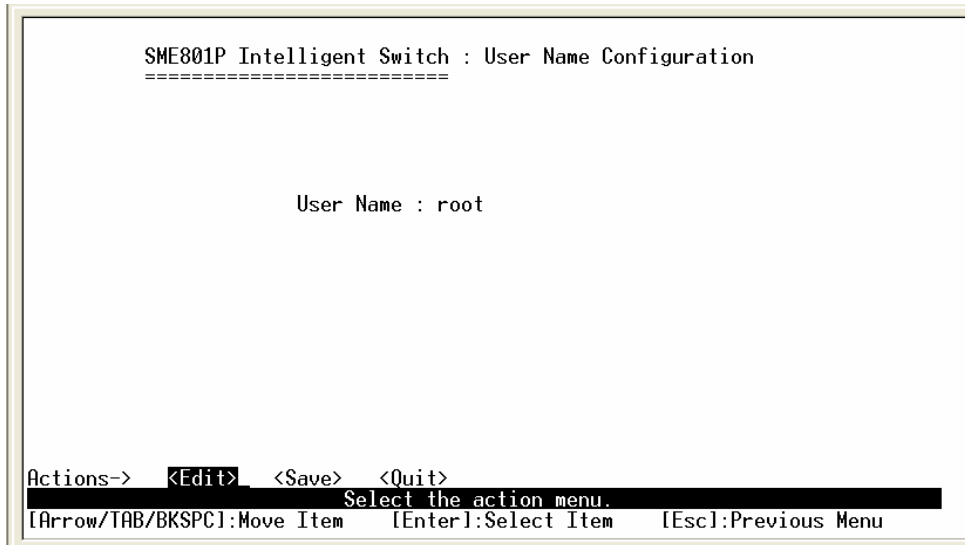 SME801P Intelligent Switch : User Name Configuration
==========================
User Name : root
Actions-> <Edit> <Save> <Quit>
Select the action menu.
[Arrow/TAB/BKSPC]:Move Item [Enter]:Select Item [Esc]:Previous Menu